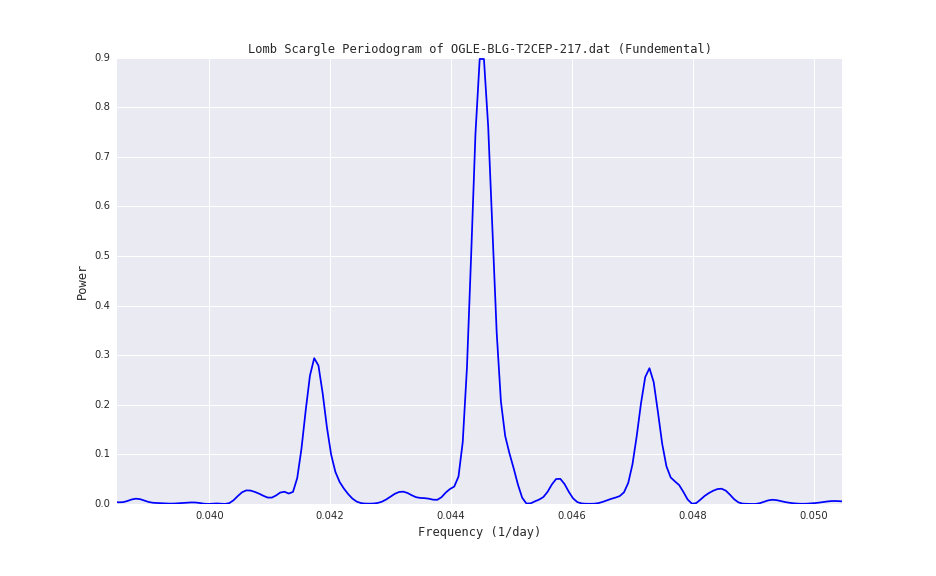 Lomb Scargle Periodogram of OGLE-BLG-T2CEP-217.dat (Fundemental)
0.9
0.8
0.7
0.6
0.5
0.4
0.3
0.2
0.1
0.0
Power
0.040 0.042 0.044 0.046 0.048 0.050
Frequency (1/day)